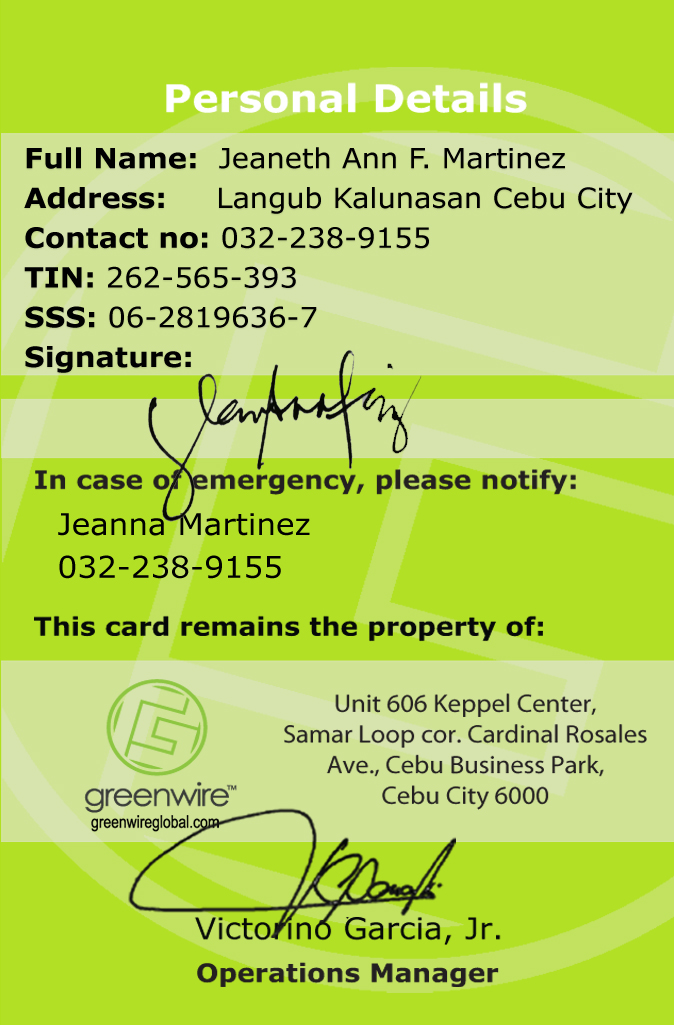 Personal Details
Full Name: Jeaneth Ann F. Martinez
Address: Langub Kalunasan Cebu City
Contact no: 032-238-9155
TIN: 262-565-393
SSS: 06-2819636-7
Signature:
In case of emergency, please notify:
Jeanna Martinez
032-238-9155
This card remains the property of:
Unit 606 Keppel Center,
Samar Loop cor. Cardinal Rosales
Ave., Cebu Business Park,
Cebu City 6000
greenwire™
greenwireglobal.com
Victorino Garcia, Jr.
Operations Manager